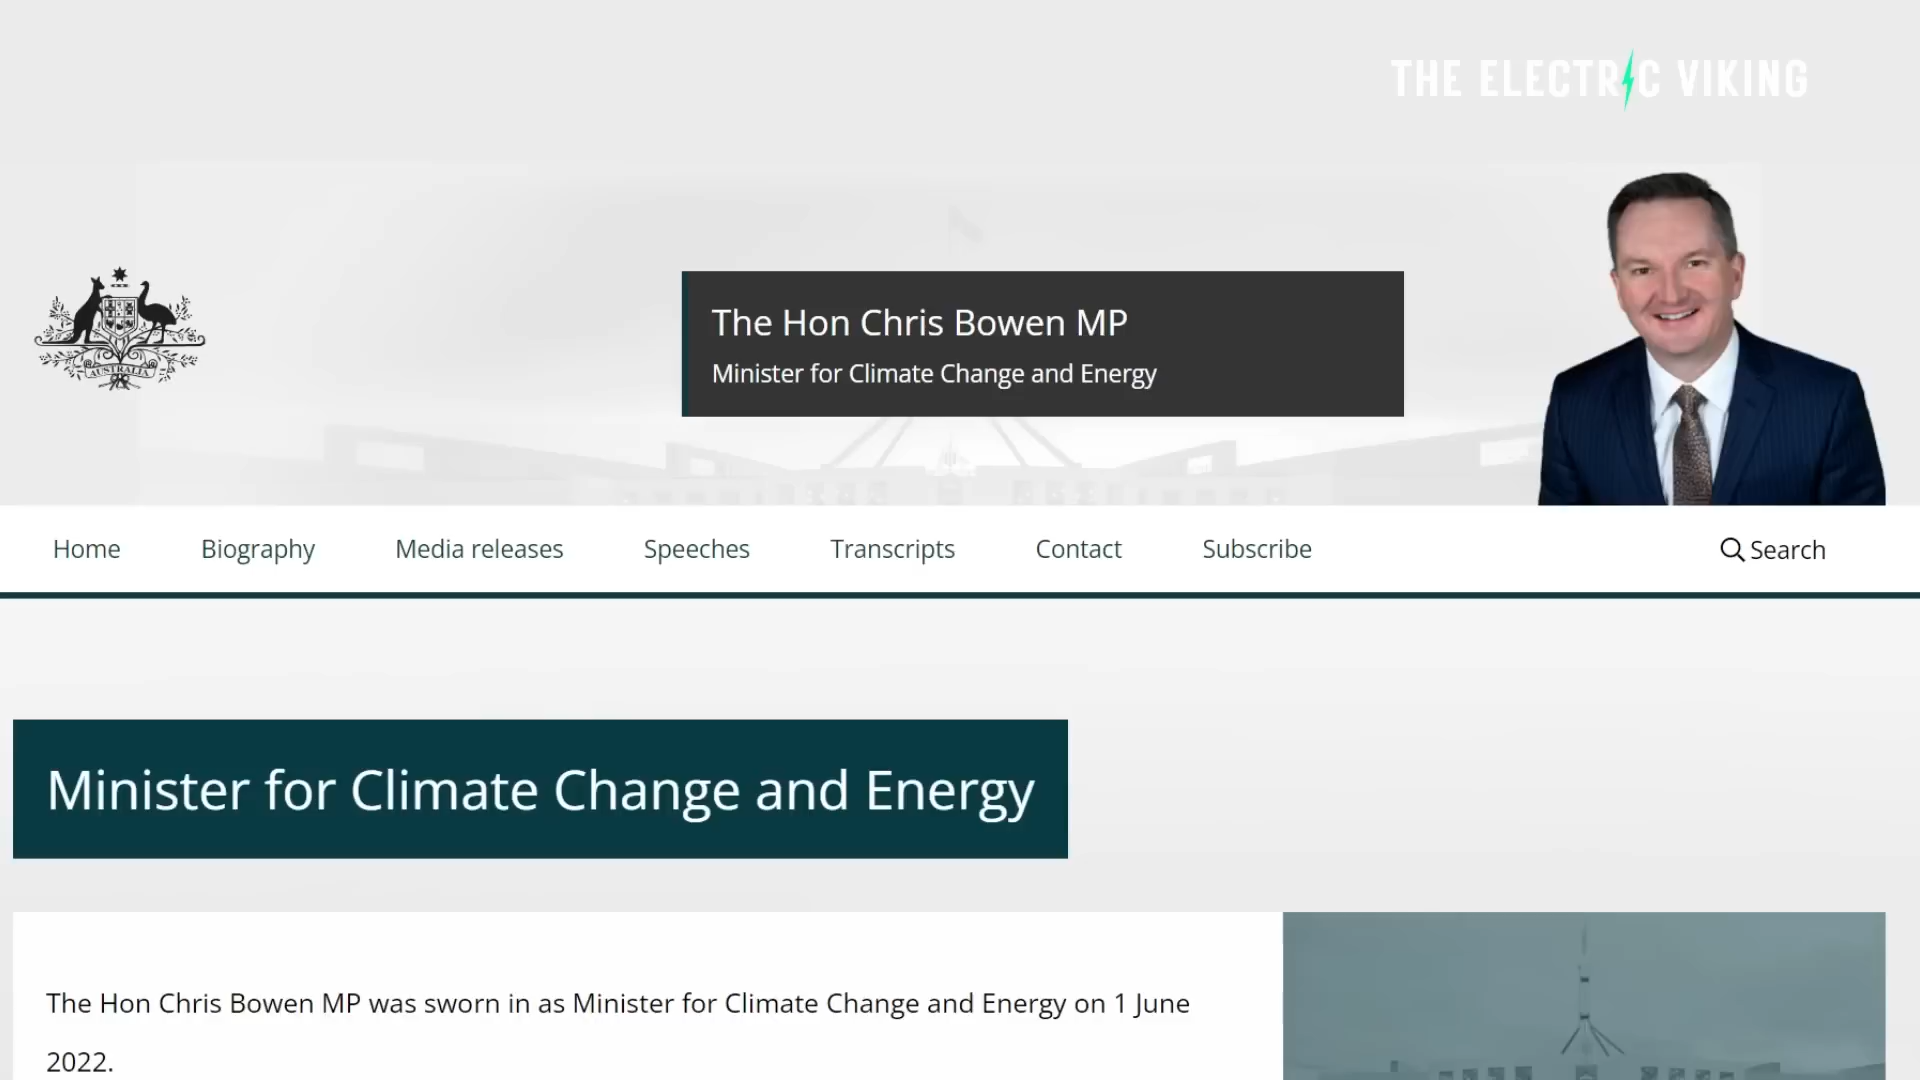 THE ELECTRIC VIKING
The Hon Chris Bowen MP
Minister for Climate Change and Energy
AUSTRALIA
Home Biography Media releases Speeches Transcripts Contact Subscribe Search
Minister for Climate Change and Energy
The Hon Chris Bowen MP was sworn in as Minister for Climate Change and Energy on 1 June
2022.